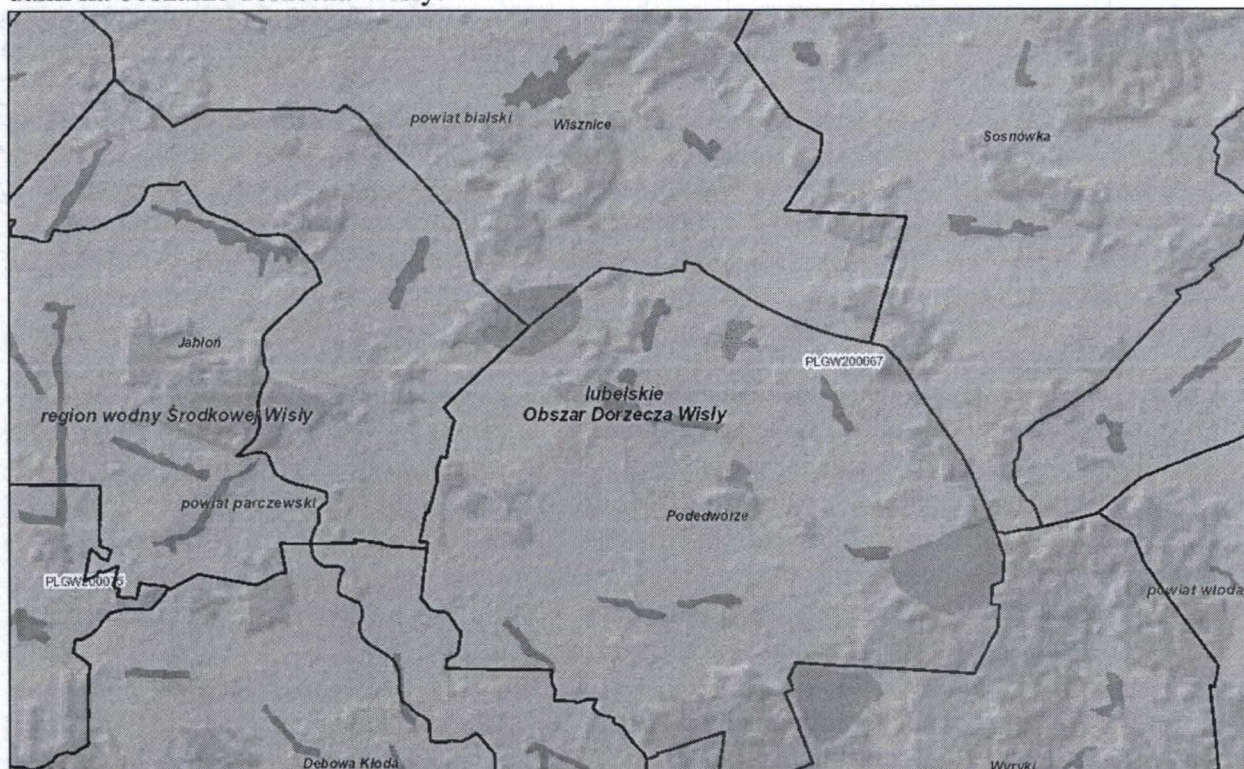 powiat bialski
Wisznice
Sosnówka
Jabłoń
PLGW200067
lubelskie
region wodny Środkowej Wisły
Obszar Dorzecza Wisły
powiat parczewski
Podedwórze
PLGW200075
powiat włoda
Dębowa Kłoda
Wyryki